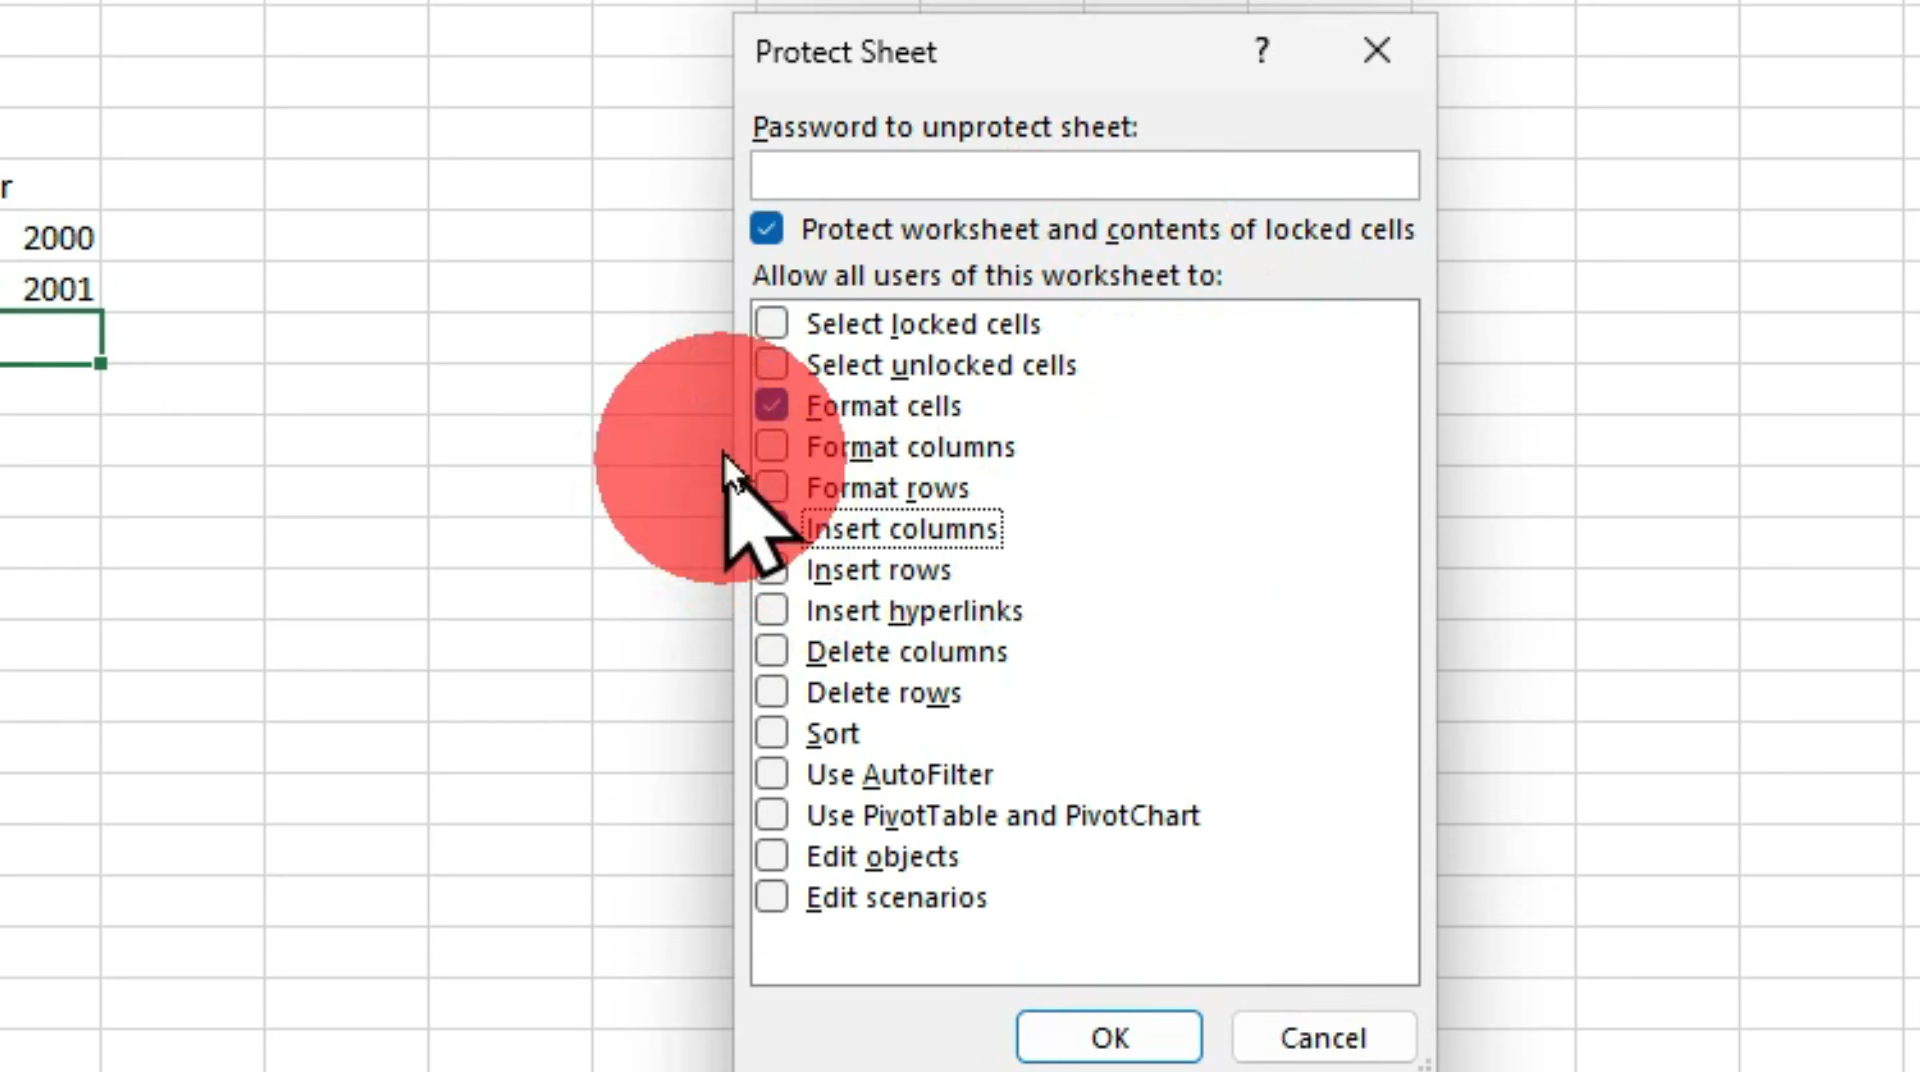 Protect Sheet ?
Password to unprotect sheet:
r
Protect worksheet and contents of locked cells
2000
Allow all users of this worksheet to:
2001
Select locked cells
Select unlocked cells
Format cells
Format columns
Format rows
Insert columns
Insert rows
Insert hyperlinks
Delete columns
Delete rows
Sort
Use AutoFilter
Use PivotTable and PivotChart
Edit objects
Edit scenarios
OK Cancel